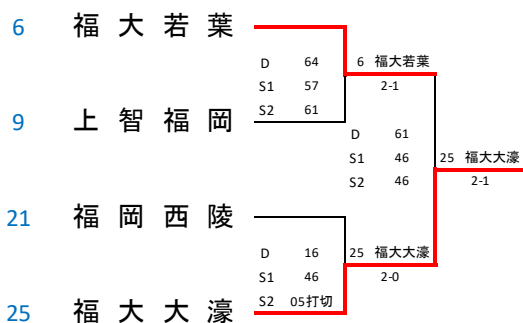 6 福大若葉
D 64 6 福大若葉
S1 57 2-1
S2 61
9 上智福岡
D 61
S1 46 25 福大大濠
S2 46 2-1
21 福岡西陵
D 16 25 福大大濠
S1 46 2-0
S2 05打切
25 福大大濠